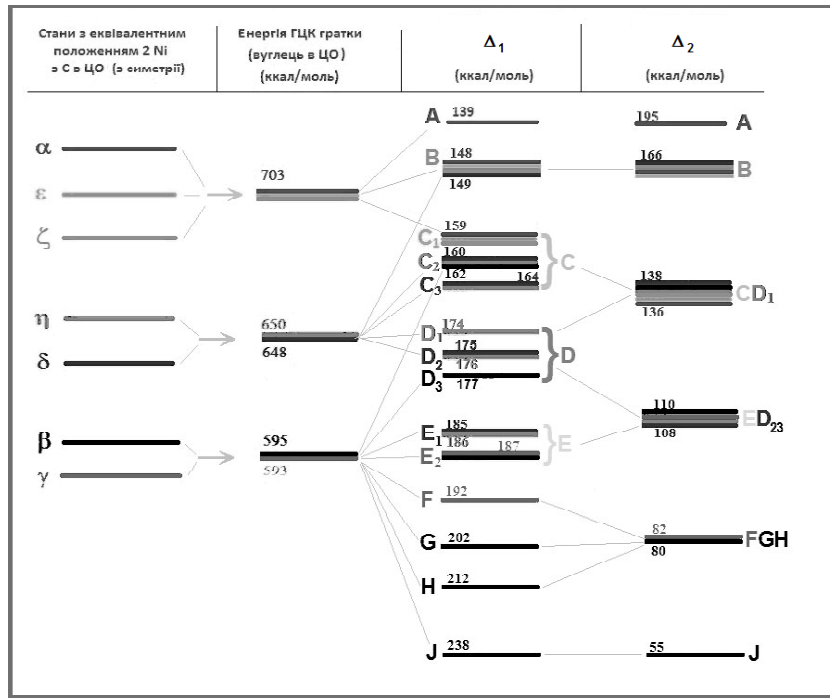 Стани з еквівалентним
положенням 2 Ni
з С в ЦО (з симетрії)
Енергія ГЦК гратки
(вуглець в ЦО)
(ккал/моль)
Δ1
(ккал/моль)
Δ2
(ккал/моль)
α
ε
ζ
η
δ
β
γ
703
650
648
595
593
A 139
B 148
149
C1 159
C2 160
C3 162 164
C
D1 174
D2 175
176
D3 177
D
E1 185
186 187
E2
E
F 192
G 202
H 212
J 238
195 A
166 B
138
136
CD1
110
108
ED23
82
80
FGH
55 J